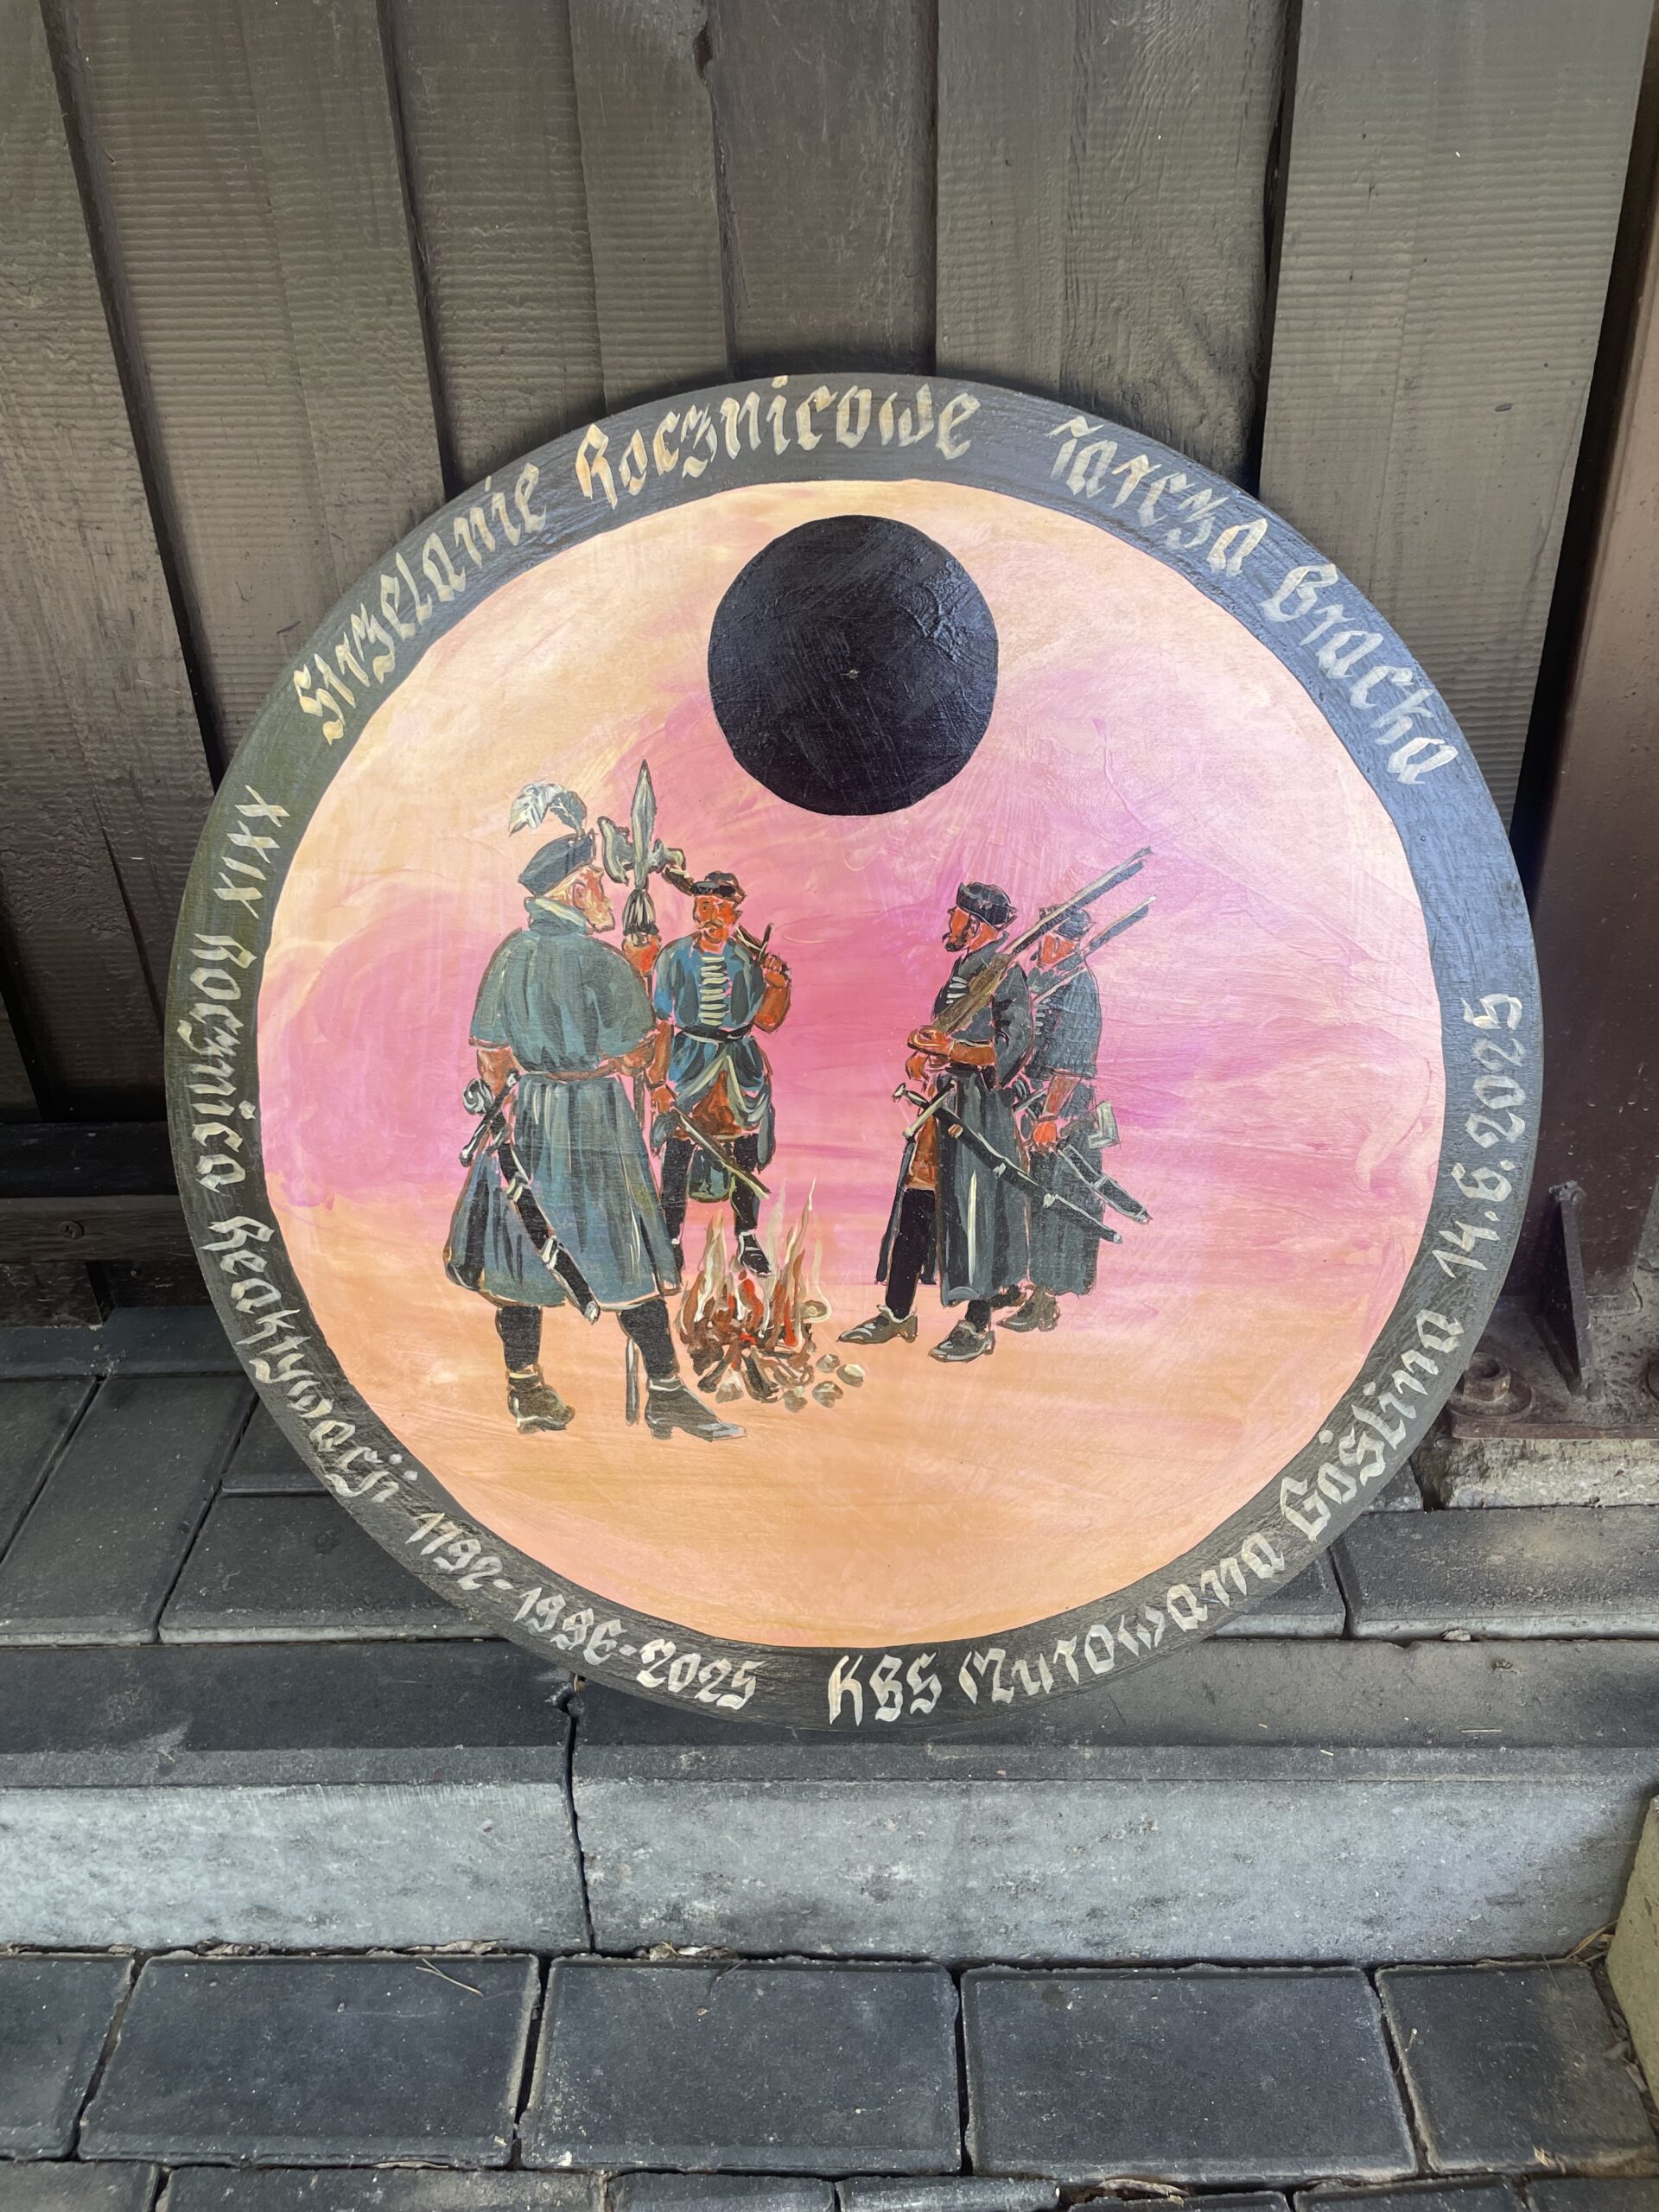 Strzelanie Rocznicowe Tarcza Bracka
XXIX Rocznica Reaktywacji 1792-1996-2025
KBS Murowana Goślina 14.6.2025